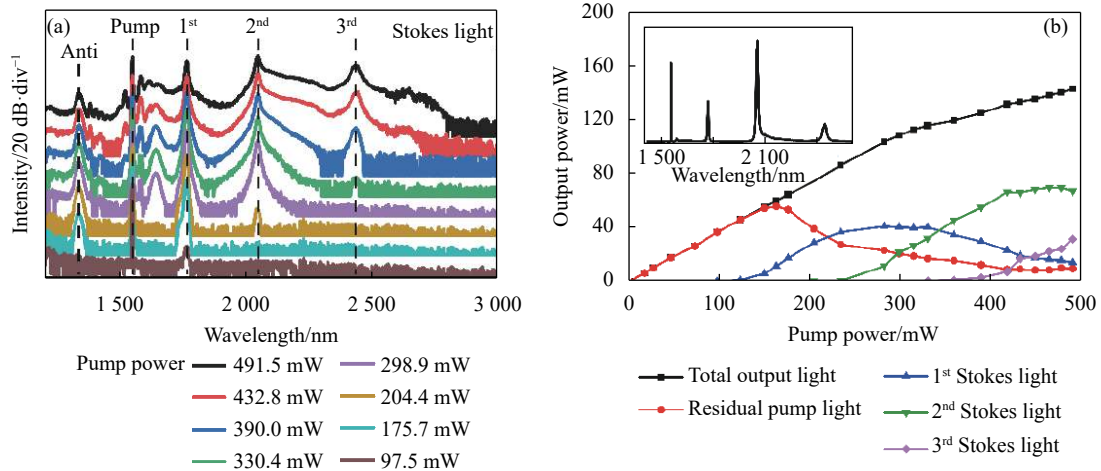 (a)
Pump
1st
2nd
3rd
Stokes light
Anti
Intensity/20 dB·div−1
1 500
2 000
2 500
3 000
Wavelength/nm
Pump power
491.5 mW
298.9 mW
432.8 mW
204.4 mW
390.0 mW
175.7 mW
330.4 mW
97.5 mW
(b)
200
160
120
80
40
0
Output power/mW
1 500
2 100
Wavelength/nm
0
100
200
300
400
500
Pump power/mW
Total output light
1st Stokes light
Residual pump light
2nd Stokes light
3rd Stokes light